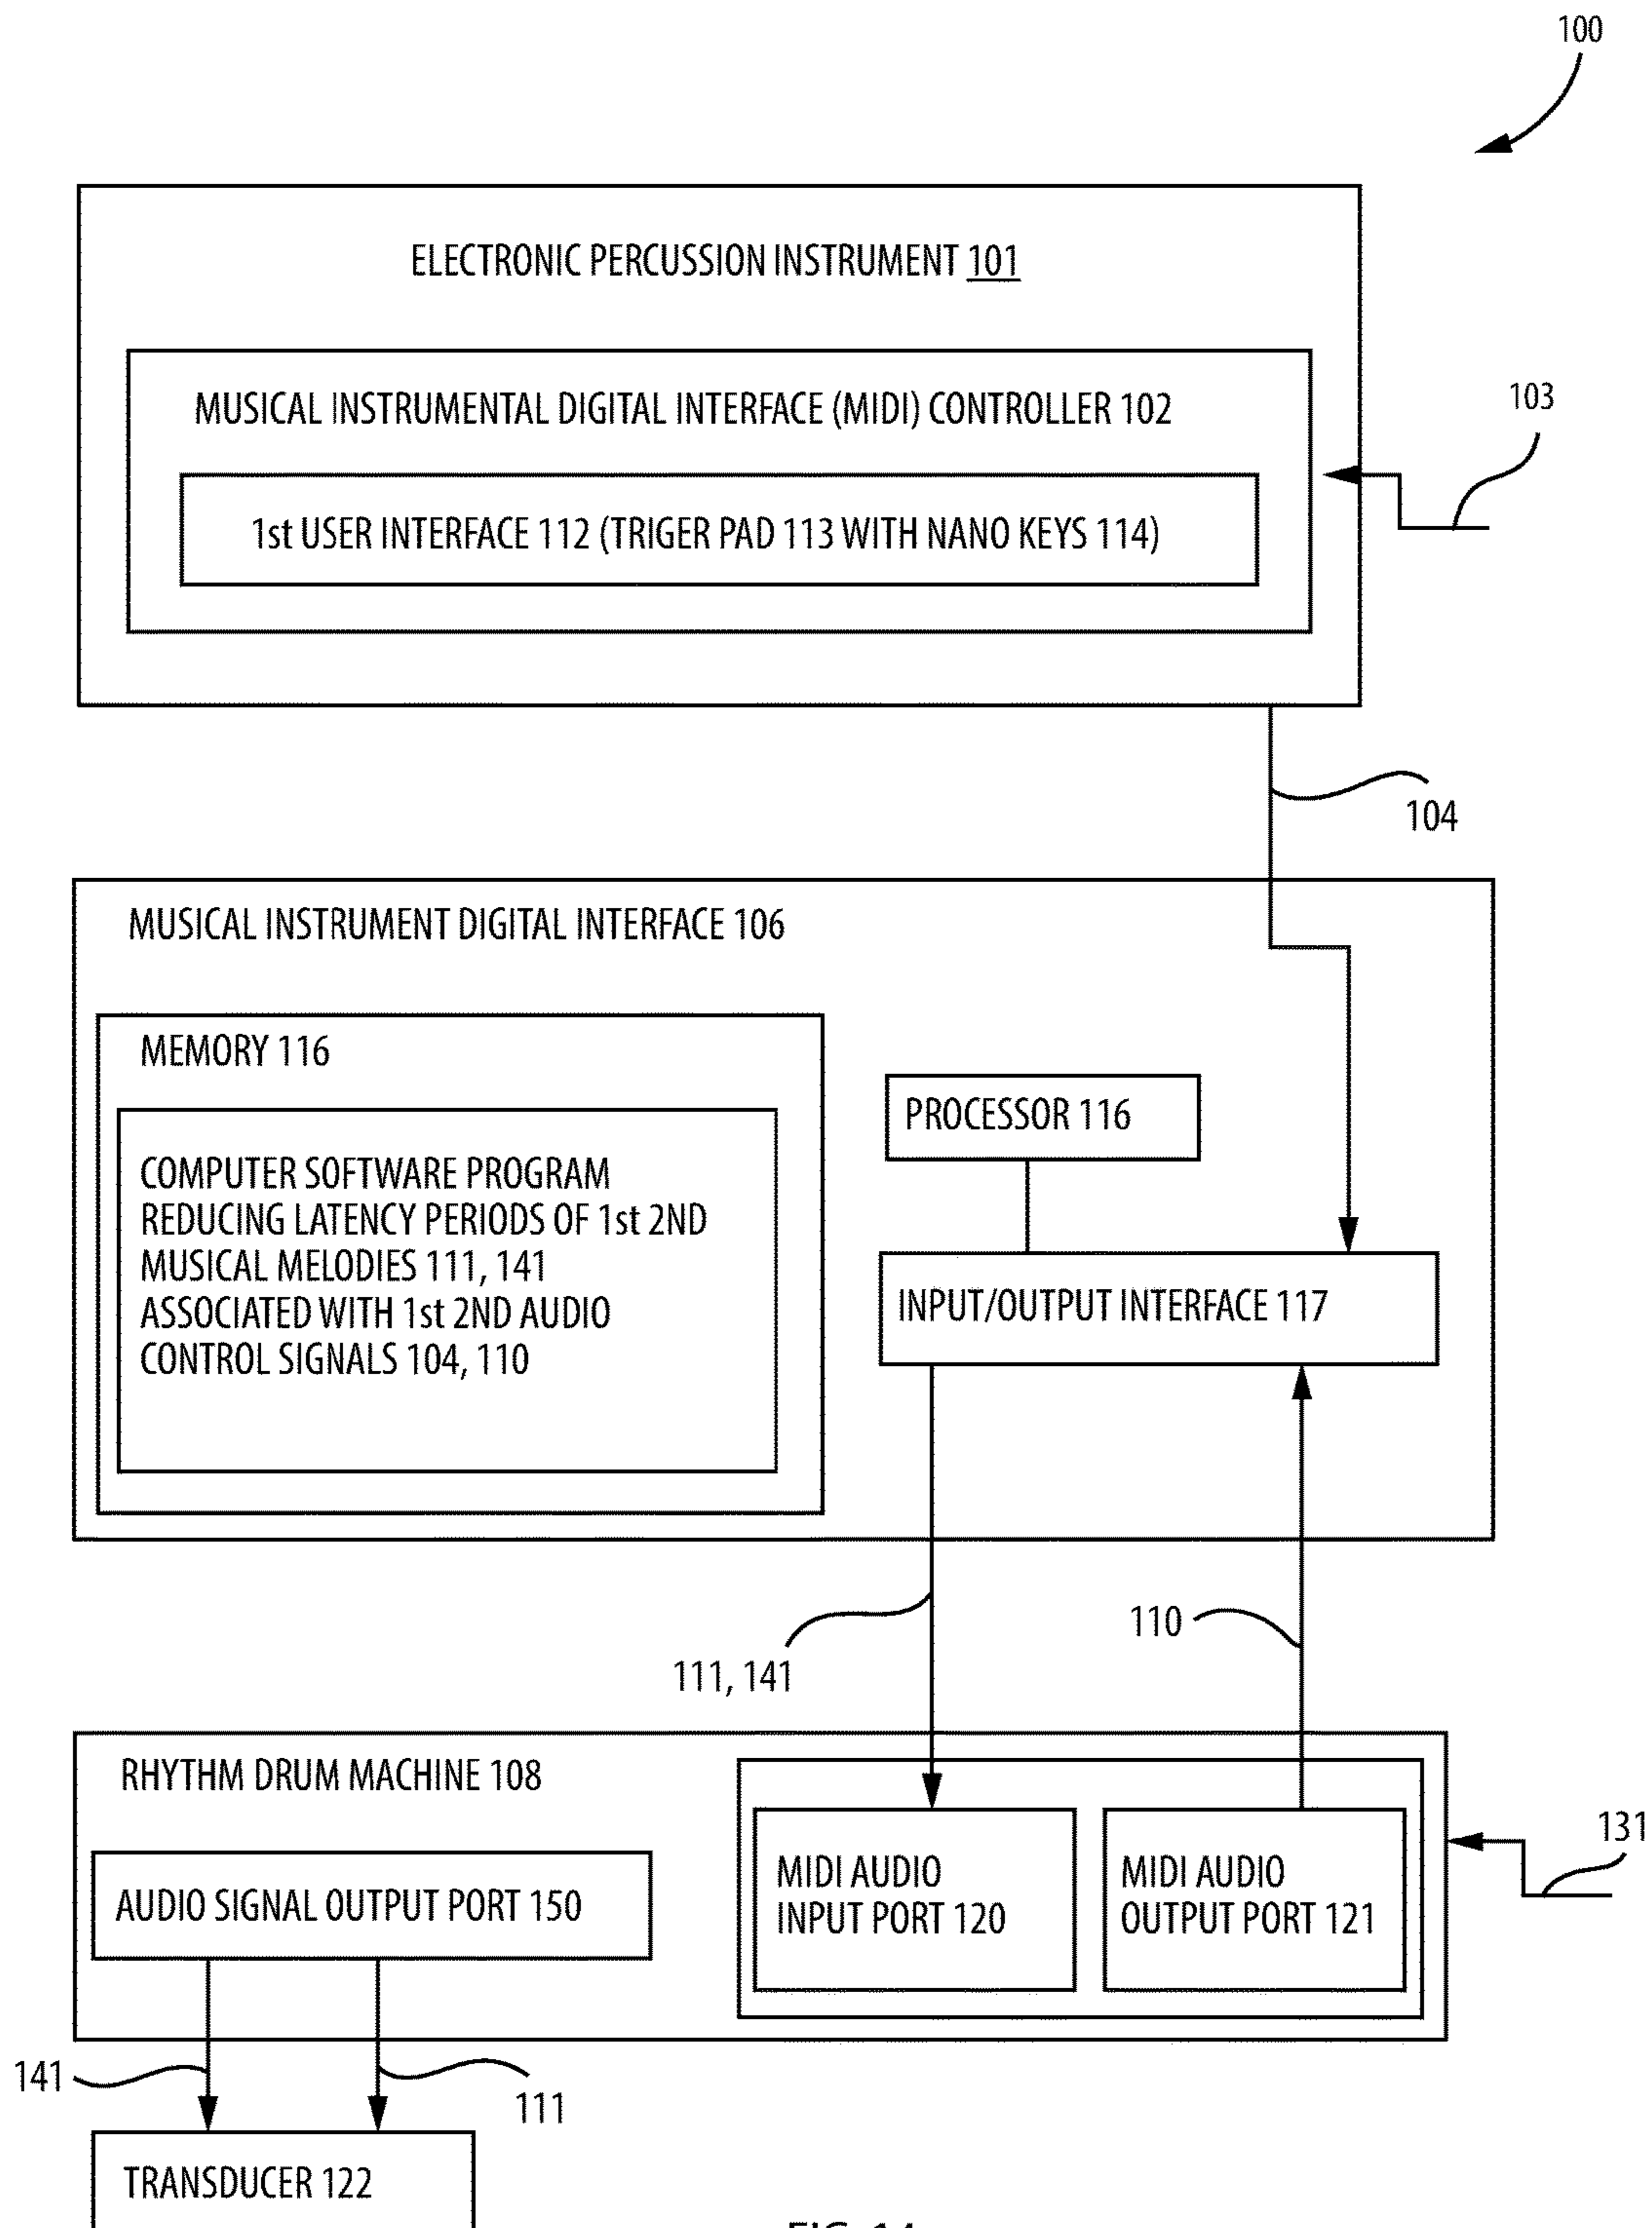 100
ELECTRONIC PERCUSSION INSTRUMENT 101
MUSICAL INSTRUMENTAL DIGITAL INTERFACE (MIDI) CONTROLLER 102
103
1st USER INTERFACE 112 (TRIGER PAD 113 WITH NANO KEYS 114)
104
MUSICAL INSTRUMENT DIGITAL INTERFACE 106
MEMORY 116
COMPUTER SOFTWARE PROGRAM
REDUCING LATENCY PERIODS OF 1st 2ND
MUSICAL MELODIES 111, 141
ASSOCIATED WITH 1st 2ND AUDIO
CONTROL SIGNALS 104, 110
PROCESSOR 116
INPUT/OUTPUT INTERFACE 117
111, 141
110
RHYTHM DRUM MACHINE 108
AUDIO SIGNAL OUTPUT PORT 150
MIDI AUDIO
INPUT PORT 120
MIDI AUDIO
OUTPUT PORT 121
131
141
111
TRANSDUCER 122